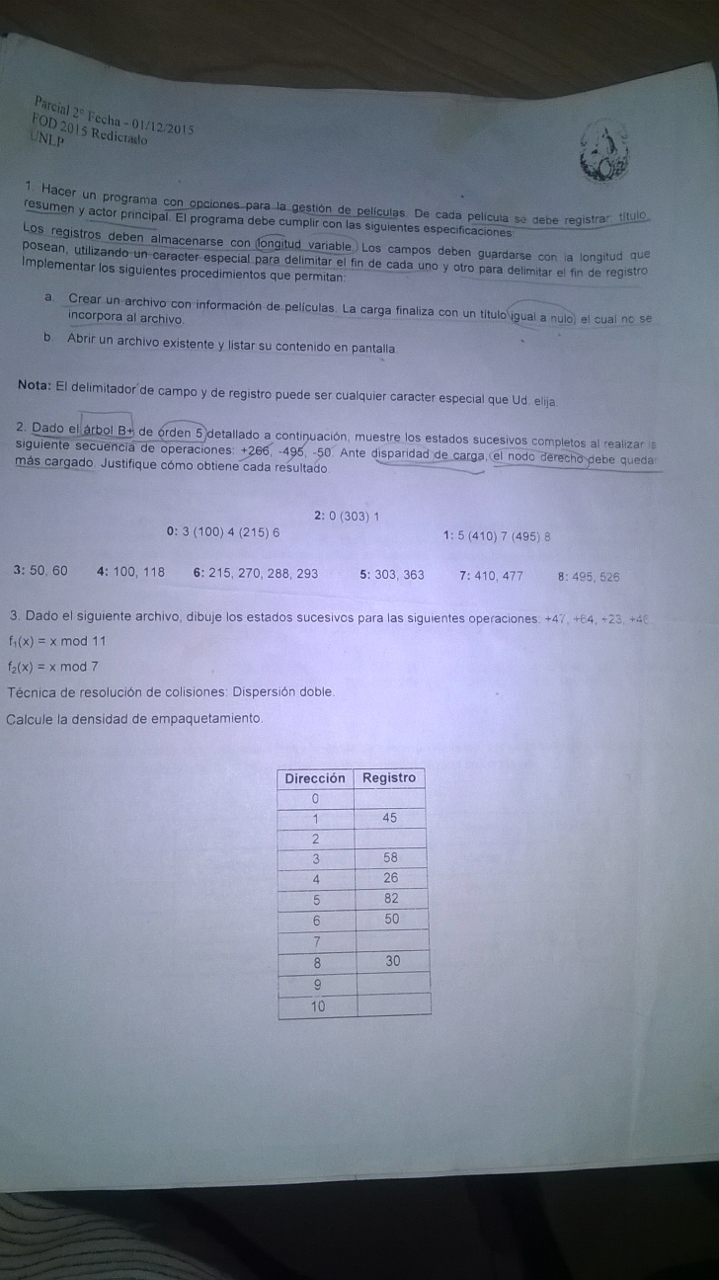 Parcial 2° Fecha - 01/12/2015
FOD 2015 Redictado
UNLP
1. Hacer un programa con opciones para la gestión de películas. De cada película se debe registrar: título,
resumen y actor principal. El programa debe cumplir con las siguientes especificaciones:
Los registros deben almacenarse con longitud variable. Los campos deben guardarse con la longitud que
posean, utilizando un caracter especial para delimitar el fin de cada uno y otro para delimitar el fin de registro
Implementar los siguientes procedimientos que permitan:
a. Crear un archivo con información de películas. La carga finaliza con un título igual a nulo, el cual no se
incorpora al archivo.
b. Abrir un archivo existente y listar su contenido en pantalla.
Nota: El delimitador de campo y de registro puede ser cualquier caracter especial que Ud. elija.
2. Dado el árbol B+ de órden 5 detallado a continuación, muestre los estados sucesivos completos al realizar la
siguiente secuencia de operaciones: +266, -495, -50. Ante disparidad de carga, el nodo derecho debe quedar
más cargado. Justifique cómo obtiene cada resultado.
2: 0 (303) 1
0: 3 (100) 4 (215) 6 1: 5 (410) 7 (495) 8
3: 50, 60 4: 100, 118 6: 215, 270, 288, 293 5: 303, 363 7: 410, 477 8: 495, 526
3. Dado el siguiente archivo, dibuje los estados sucesivos para las siguientes operaciones: +47, +64, +23,
f₁(x) = x mod 11
f₂(x) = x mod 7
Técnica de resolución de colisiones: Dispersión doble.
Calcule la densidad de empaquetamiento.
Dirección Registro
0
1 45
2
3 58
4 26
5 82
6 50
7
8 30
9
10